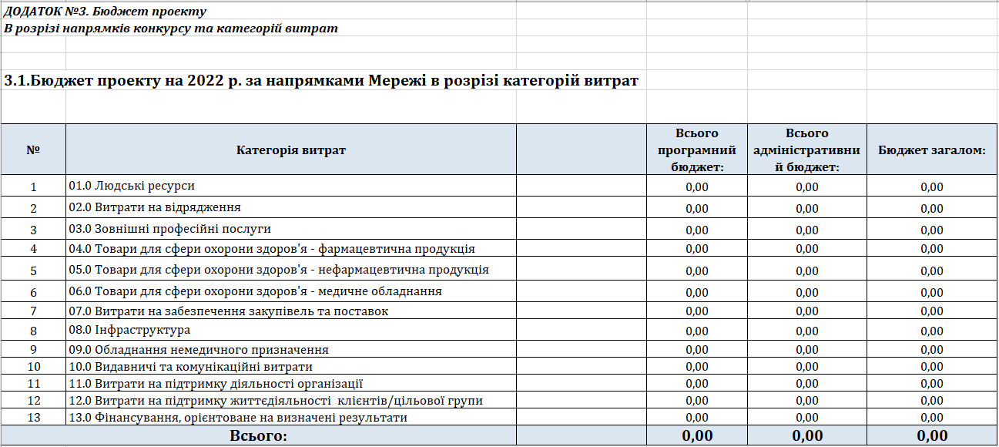 ДОДАТОК №3. Бюджет проекту
В розрізі напрямків конкурсу та категорій витрат
3.1.Бюджет проекту на 2022 р. за напрямками Мережі в розрізі категорій витрат
№ Категорія витрат Всього програмний бюджет: Всього адміністративни й бюджет: Бюджет загалом:
1 01.0 Людські ресурси 0,00 0,00 0,00
2 02.0 Витрати на відрядження 0,00 0,00 0,00
3 03.0 Зовнішні професійні послуги 0,00 0,00 0,00
4 04.0 Товари для сфери охорони здоров'я - фармацевтична продукція 0,00 0,00 0,00
5 05.0 Товари для сфери охорони здоров'я - нефармацевтична продукція 0,00 0,00 0,00
6 06.0 Товари для сфери охорони здоров'я - медичне обладнання 0,00 0,00 0,00
7 07.0 Витрати на забезпечення закупівель та поставок 0,00 0,00 0,00
8 08.0 Інфраструктура 0,00 0,00 0,00
9 09.0 Обладнання немедичного призначення 0,00 0,00 0,00
10 10.0 Видавничі та комунікаційні витрати 0,00 0,00 0,00
11 11.0 Витрати на підтримку діяльності організації 0,00 0,00 0,00
12 12.0 Витрати на підтримку життєдіяльності клієнтів/цільової групи 0,00 0,00 0,00
13 13.0 Фінансування, орієнтоване на визначені результати 0,00 0,00 0,00
Всього: 0,00 0,00 0,00